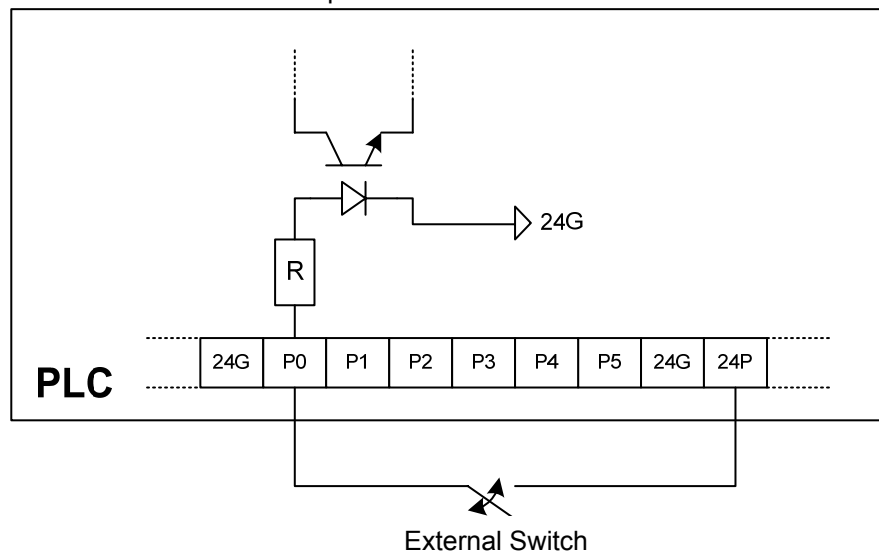 24G
R
24G P0 P1 P2 P3 P4 P5 24G 24P
PLC
External Switch